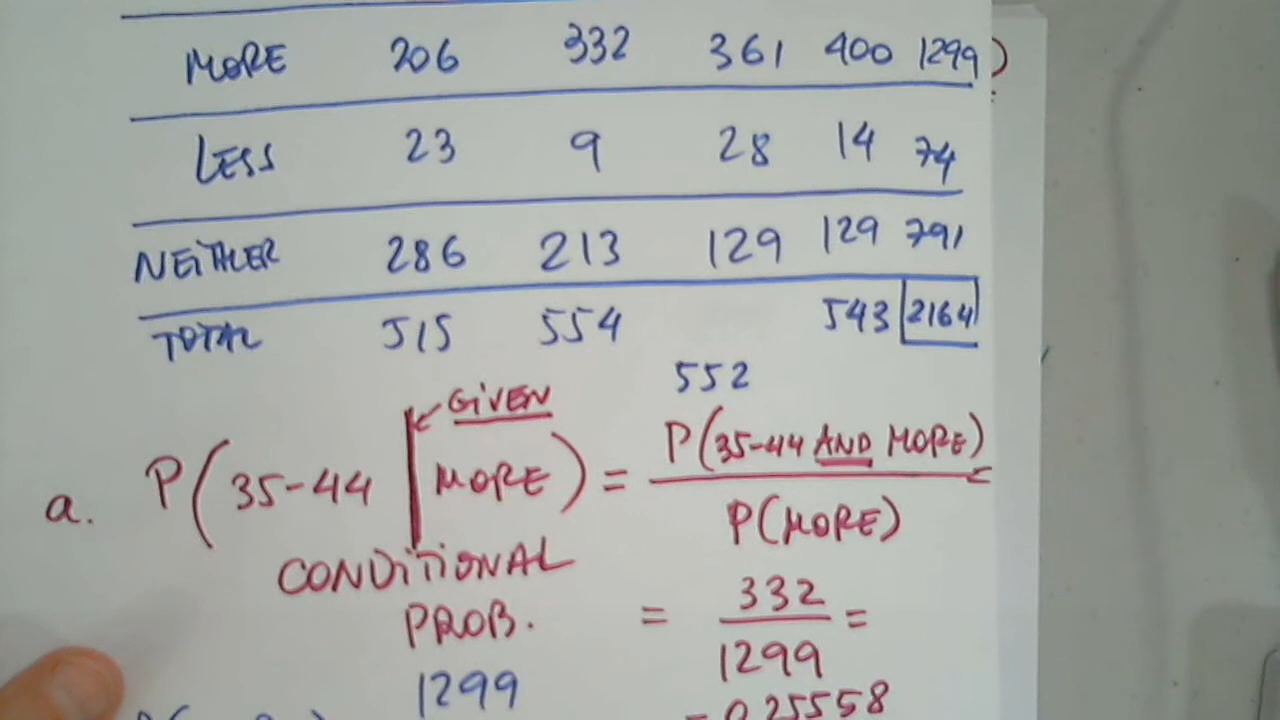 MORE 206 332 361 400 1299
LESS 23 9 28 14 74
NEITHER 286 213 129 129 791
TOTAL 515 554 552 543 2164
GIVEN
a. P(35-44 | MORE) = P(35-44 AND MORE)
P(MORE)
CONDITIONAL
PROB.
= 332
1299 =
1299
= 0.25558